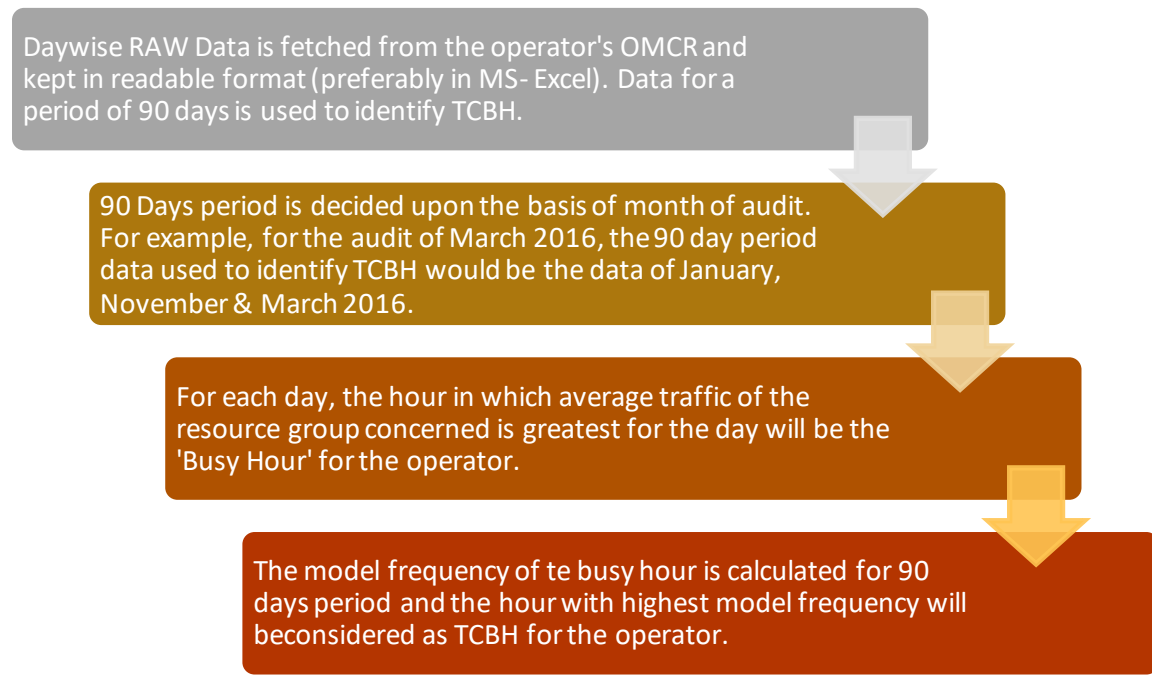 Daywise RAW Data is fetched from the operator's OMCR and
kept in readable format (preferably in MS- Excel). Data for a
period of 90 days is used to identify TCBH.
90 Days period is decided upon the basis of month of audit.
For example, for the audit of March 2016, the 90 day period
data used to identify TCBH would be the data of January,
November & March 2016.
For each day, the hour in which average traffic of the
resource group concerned is greatest for the day will be the
'Busy Hour' for the operator.
The model frequency of te busy hour is calculated for 90
days period and the hour with highest model frequency will
beconsidered as TCBH for the operator.